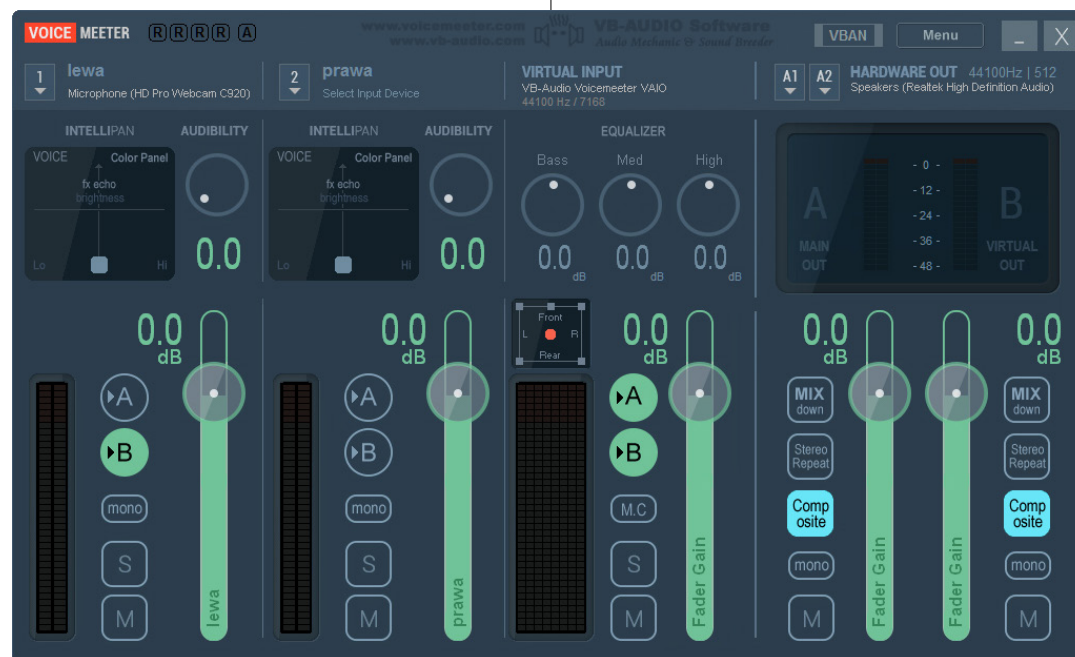 VOICE MEETER R R R R A
www.voicemeeter.com
www.vb-audio.com
VB-AUDIO Software
Audio Mechanic & Sound Breeder
VBAN Menu _ X
1 lewa
Microphone (HD Pro Webcam C920)
2 prawa
Select Input Device
VIRTUAL INPUT
VB-Audio Voicemeeter VAIO
44100 Hz / 7168
A1 A2 HARDWARE OUT 44100Hz | 512
Speakers (Realtek High Definition Audio)
INTELLIPAN AUDIBILITY
VOICE Color Panel
fx echo
brightness
Lo Hi
0.0
INTELLIPAN AUDIBILITY
VOICE Color Panel
fx echo
brightness
Lo Hi
0.0
EQUALIZER
Bass Med High
0.0 0.0 0.0
dB dB dB
- 0 -
- 12 -
- 24 -
- 36 -
- 48 -
A
MAIN
OUT
B
VIRTUAL
OUT
0.0
dB
A
B
mono
S
M
lewa
0.0
dB
A
B
mono
S
M
prawa
Front
L R
Rear
0.0
dB
A
B
M.C
S
M
Fader Gain
0.0
dB
MIX
down
Stereo
Repeat
Comp
osite
mono
M
Fader Gain
Fader Gain
0.0
dB
MIX
down
Stereo
Repeat
Comp
osite
mono
M